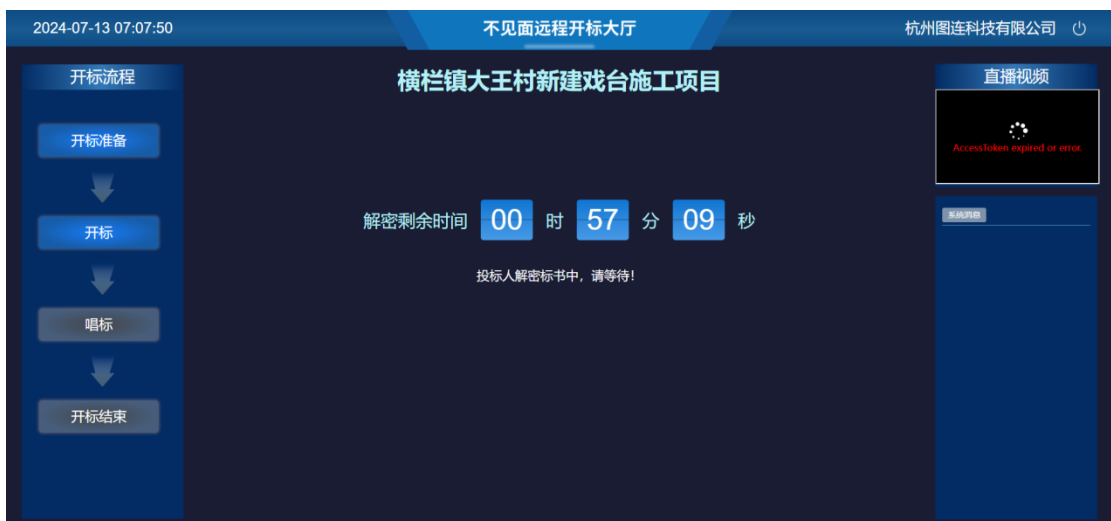 2024-07-13 07:07:50
不见面远程开标大厅
杭州图连科技有限公司
开标流程
开标准备
开标
唱标
开标结束
横栏镇大王村新建戏台施工项目
解密剩余时间 00 时 57 分 09 秒
投标人解密标书中，请等待！
直播视频
AccessToken expired or error.
系统消息